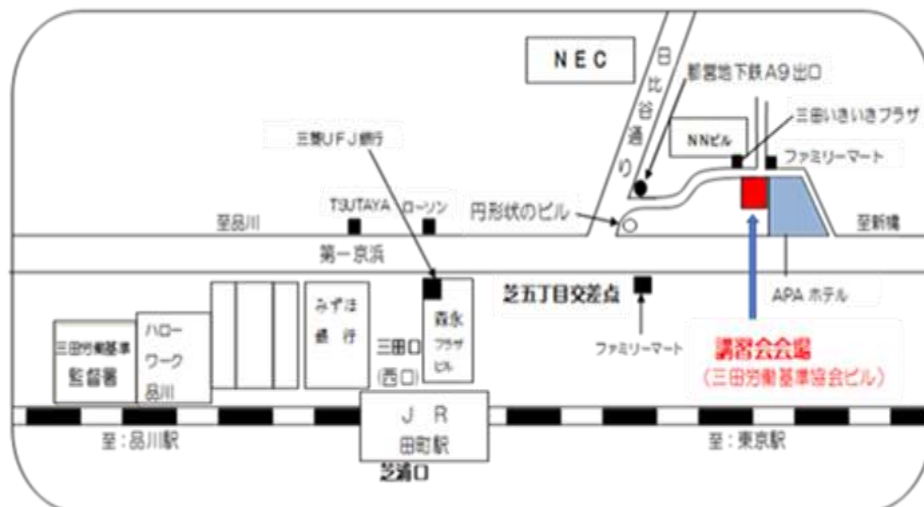 NEC
日比谷通り
都営地下鉄A9出口
三田いきいきプラザ
NNビル
ファミリーマート
三菱UFJ銀行
TSUTAYA ローソン
円形状のビル
至品川
至新橋
第一京浜
芝五丁目交差点
APAホテル
みずほ
銀行
森永
プラザ
ビル
三田口
(西口)
ファミリーマート
講習会会場
(三田労働基準協会ビル)
三田労働基準
監督署
ハロー
ワーク
品川
JR
田町駅
芝浦口
至:品川駅
至:東京駅